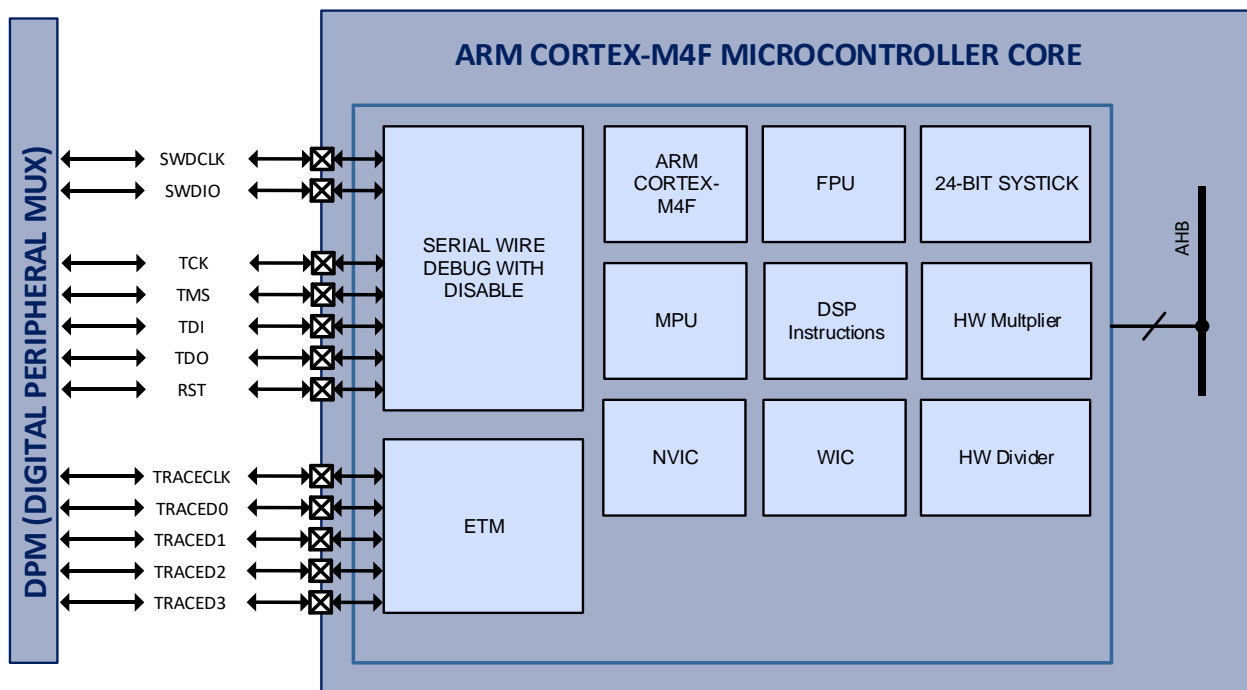 ARM CORTEX-M4F MICROCONTROLLER CORE
DPM (DIGITAL PERIPHERAL MUX)
SWDCLK
SWDIO
TCK
TMS
TDI
TDO
RST
TRACECLK
TRACED0
TRACED1
TRACED2
TRACED3
SERIAL WIRE
DEBUG WITH
DISABLE
ETM
ARM
CORTEX-
M4F
FPU
24-BIT SYSTICK
MPU
DSP
Instructions
HW Multplier
NVIC
WIC
HW Divider
AHB